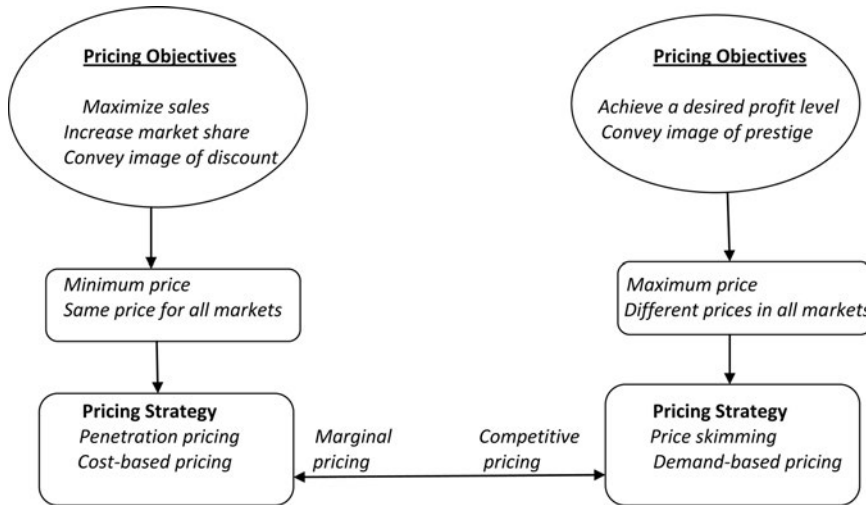 Pricing Objectives
Maximize sales
Increase market share
Convey image of discount
Pricing Objectives
Achieve a desired profit level
Convey image of prestige
Minimum price
Same price for all markets
Maximum price
Different prices in all markets
Pricing Strategy
Penetration pricing
Cost-based pricing
Marginal
pricing
Competitive
pricing
Pricing Strategy
Price skimming
Demand-based pricing